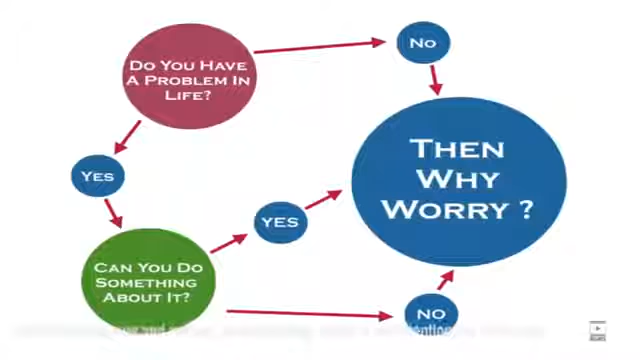 DO YOU HAVE
A PROBLEM IN
LIFE?
NO
YES
THEN
WHY
WORRY ?
YES
CAN YOU DO
SOMETHING
ABOUT IT?
NO